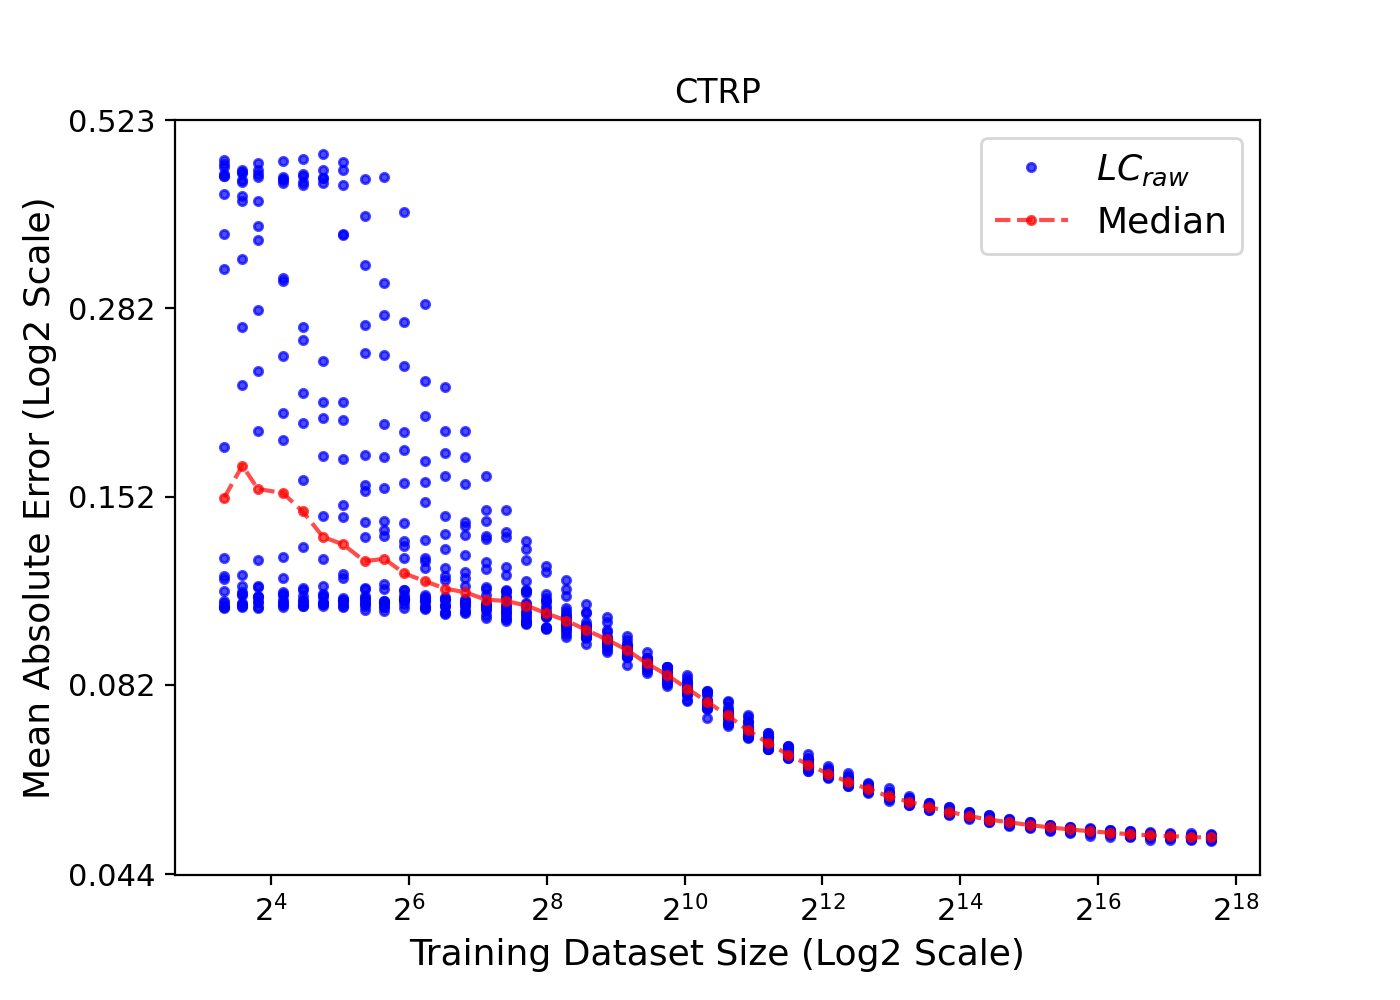 CTRP
0.523
0.282
0.152
0.082
0.044
Mean Absolute Error (Log2 Scale)
LC_raw
Median
2^4 2^6 2^8 2^10 2^12 2^14 2^16 2^18
Training Dataset Size (Log2 Scale)